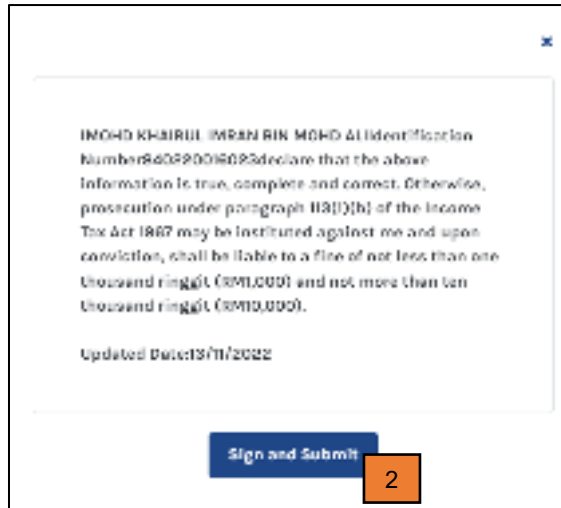 ×
IMOHD KHAIRUL IMRAN BIN MOHD ALIIdentification
Number840220016023declare that the above
information is true, complete and correct. Otherwise,
prosecution under paragraph 113(1)(b) of the Income
Tax Act 1967 may be instituted against me and upon
conviction, shall be liable to a fine of not less than one
thousand ringgit (RM1,000) and not more than ten
thousand ringgit (RM10,000).
Updated Date:13/11/2022
Sign and Submit
2